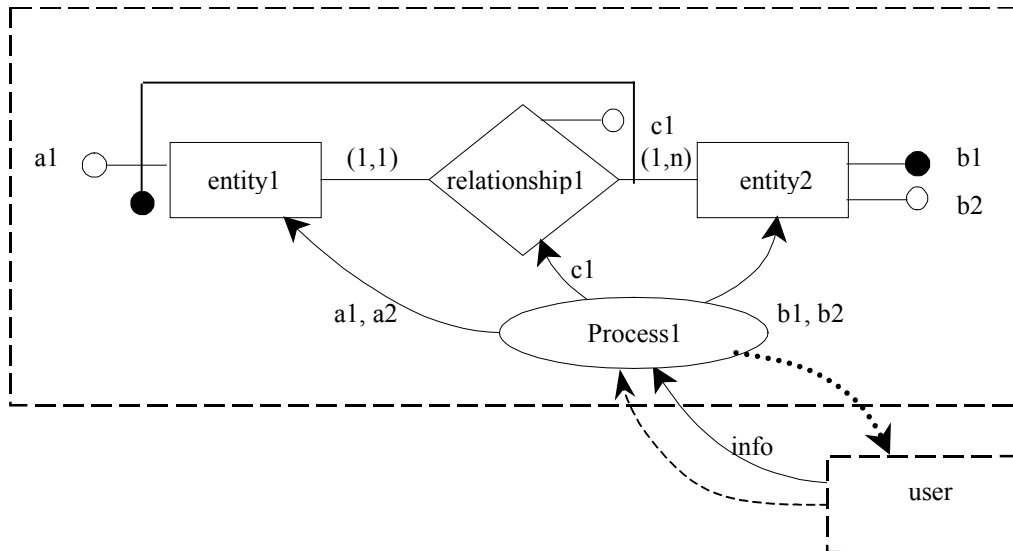 c1
a1
(1,1)
(1,n)
b1
entity1
relationship1
entity2
b2
c1
a1, a2
b1, b2
Process1
info
user